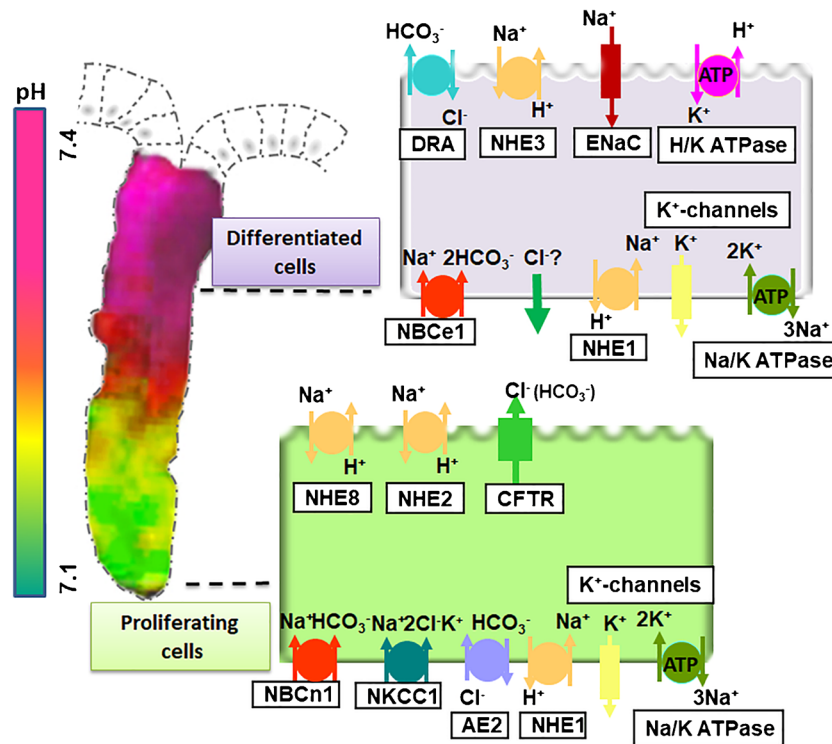 pH
7.4
7.1
Differentiated
cells
Proliferating
cells
HCO₃⁻
Cl⁻
DRA
Na⁺
H⁺
NHE3
Na⁺
ENaC
H⁺
ATP
K⁺
H/K ATPase
K⁺-channels
Na⁺ 2HCO₃⁻ Cl⁻?
NBCe1
Na⁺
H⁺
NHE1
K⁺
2K⁺
ATP
3Na⁺
Na/K ATPase
Na⁺
H⁺
NHE8
Na⁺
H⁺
NHE2
Cl⁻(HCO₃⁻)
CFTR
K⁺-channels
Na⁺HCO₃⁻
NBCn1
Na⁺2Cl⁻K⁺
NKCC1
HCO₃⁻
Cl⁻
AE2
Na⁺
H⁺
NHE1
K⁺
2K⁺
ATP
3Na⁺
Na/K ATPase